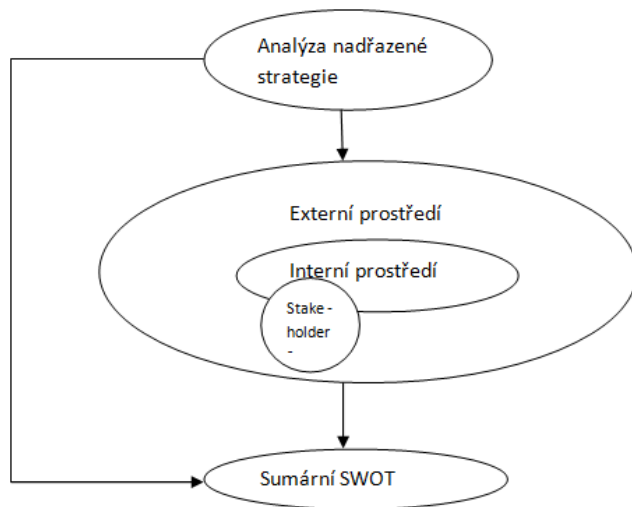 Analýza nadřazené
strategie
Externí prostředí
Interní prostředí
Stake -
holder
-
Sumární SWOT